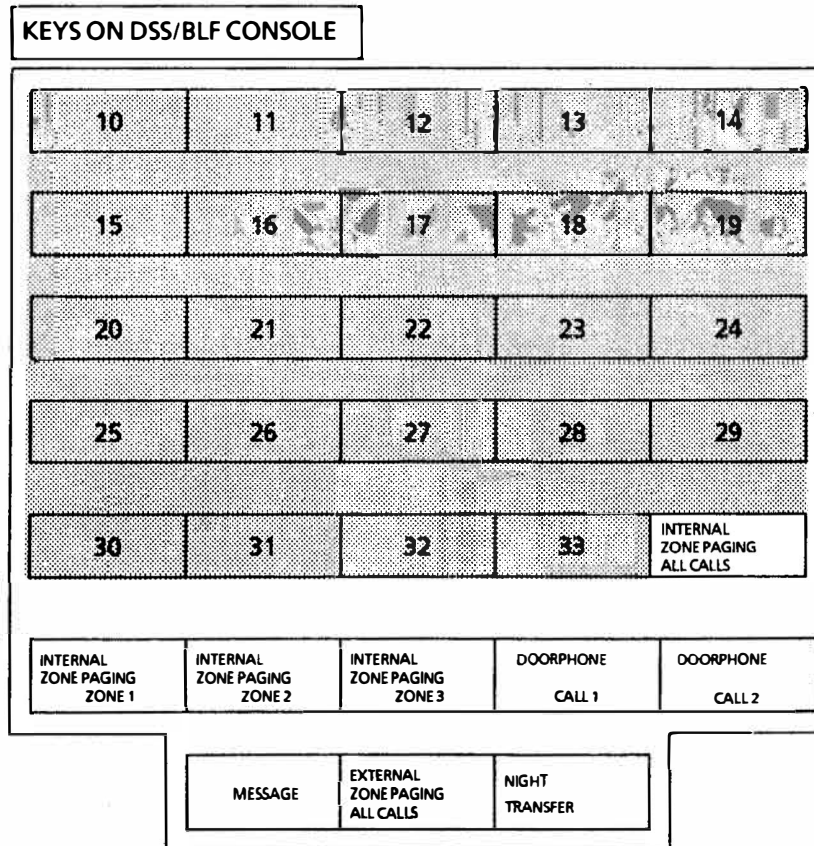 KEYS ON DSS/BLF CONSOLE
10 11 12 13 14
15 16 17 18 19
20 21 22 23 24
25 26 27 28 29
30 31 32 33
INTERNAL
ZONE PAGING
ALL CALLS
INTERNAL
ZONE PAGING
ZONE 1
INTERNAL
ZONE PAGING
ZONE 2
INTERNAL
ZONE PAGING
ZONE 3
DOORPHONE
CALL 1
DOORPHONE
CALL 2
MESSAGE
EXTERNAL
ZONE PAGING
ALL CALLS
NIGHT
TRANSFER